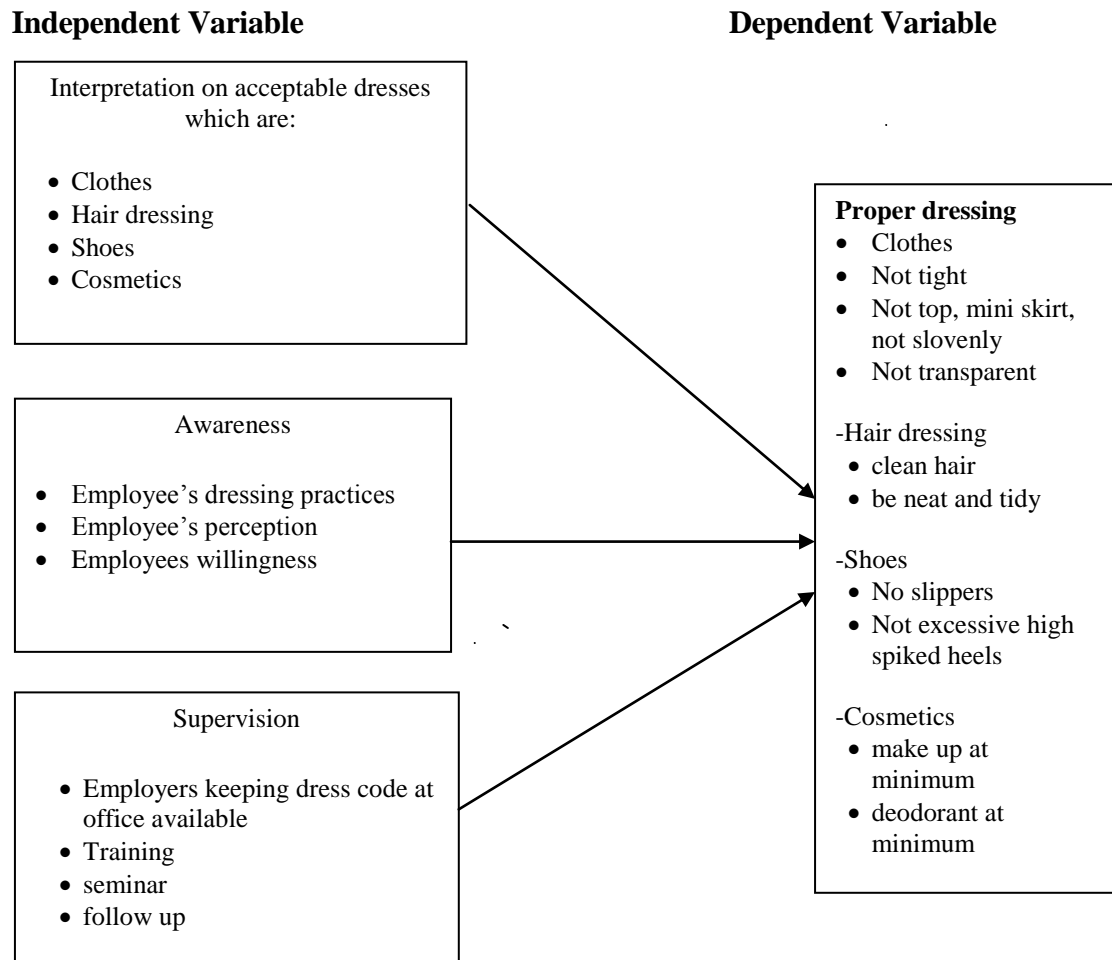 Independent Variable
Dependent Variable
Interpretation on acceptable dresses
which are:
• Clothes
• Hair dressing
• Shoes
• Cosmetics
Awareness
• Employee’s dressing practices
• Employee’s perception
• Employees willingness
Supervision
• Employers keeping dress code at
office available
• Training
• seminar
• follow up
Proper dressing
• Clothes
• Not tight
• Not top, mini skirt,
not slovenly
• Not transparent
-Hair dressing
• clean hair
• be neat and tidy
-Shoes
• No slippers
• Not excessive high
spiked heels
-Cosmetics
• make up at
minimum
• deodorant at
minimum